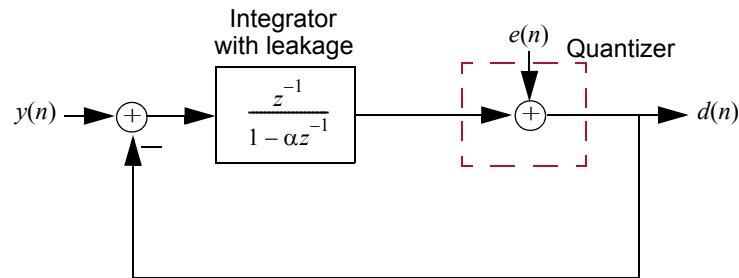 Integrator
with leakage
e(n)
Quantizer
y(n)
+
z⁻¹
1 – αz⁻¹
+
d(n)
–